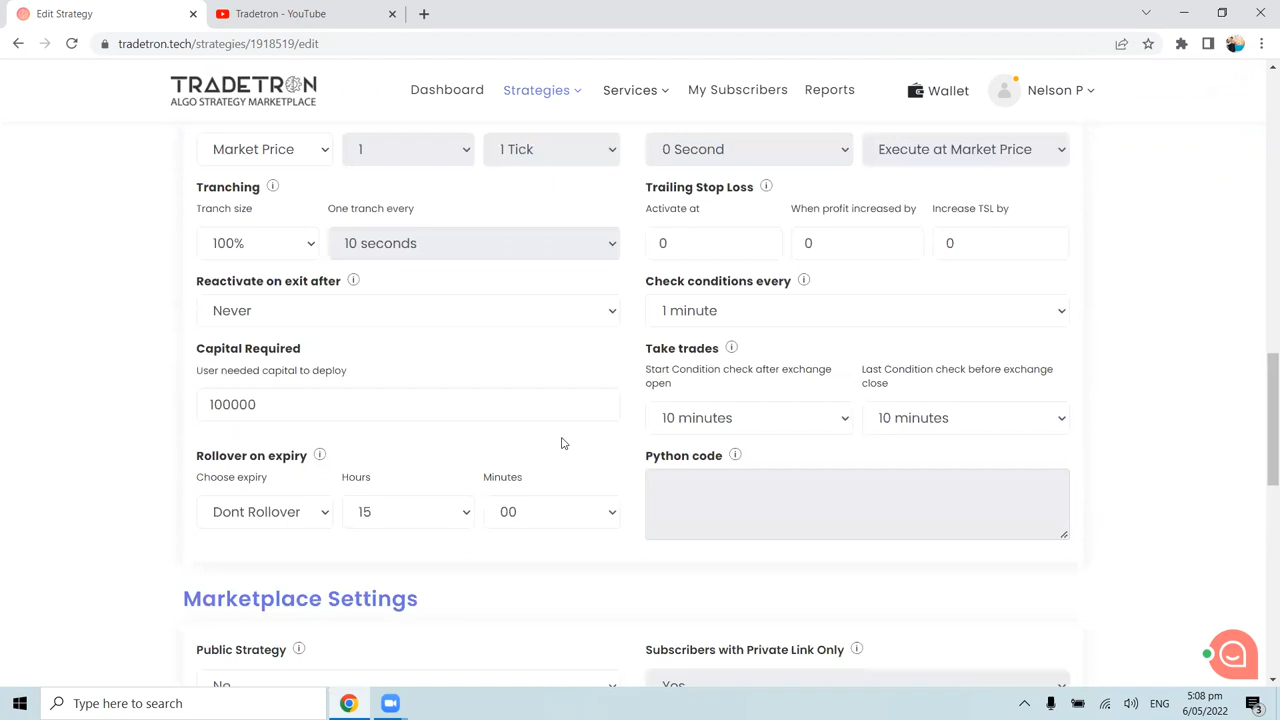 Edit Strategy
Tradetron - YouTube
tradetron.tech/strategies/1918519/edit
TRADETRON
ALGO STRATEGY MARKETPLACE
Dashboard Strategies Services My Subscribers Reports Wallet Nelson P
Market Price 1 1 Tick 0 Second Execute at Market Price
Tranching Trailing Stop Loss
Tranch size One tranch every Activate at When profit increased by Increase TSL by
100% 10 seconds 0 0 0
Reactivate on exit after Check conditions every
Never 1 minute
Capital Required Take trades
User needed capital to deploy Start Condition check after exchange open Last Condition check before exchange close
100000 10 minutes 10 minutes
Rollover on expiry Python code
Choose expiry Hours Minutes
Dont Rollover 15 00
Marketplace Settings
Public Strategy Subscribers with Private Link Only
No Yes
Type here to search
ENG
5:08 pm
6/05/2022
3